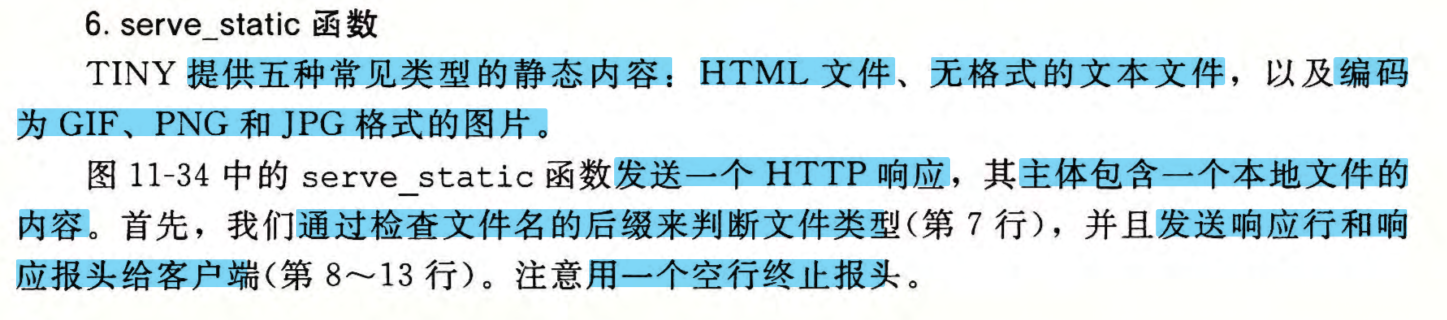 6. serve_static 函数
TINY 提供五种常见类型的静态内容：HTML 文件、无格式的文本文件，以及编码
为 GIF、PNG 和 JPG 格式的图片。
图 11-34 中的 serve_static 函数发送一个 HTTP 响应，其主体包含一个本地文件的
内容。首先，我们通过检查文件名的后缀来判断文件类型(第 7 行)，并且发送响应行和响
应报头给客户端(第 8～13 行)。注意用一个空行终止报头。